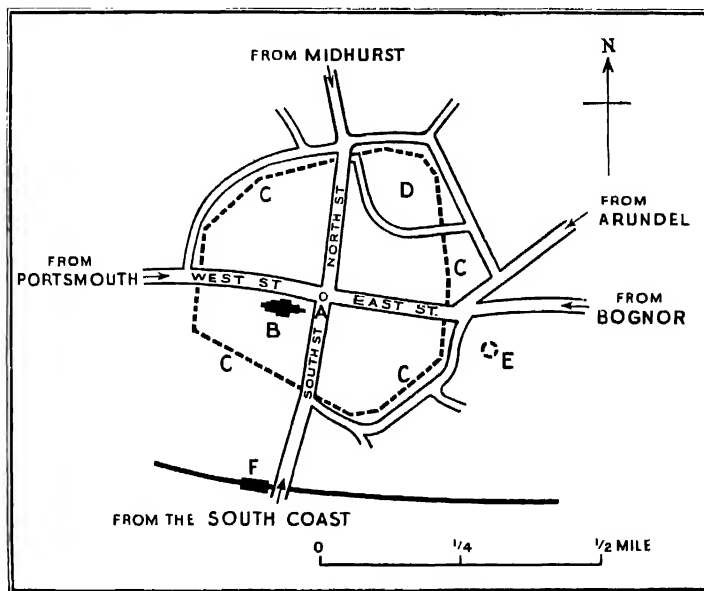 FROM MIDHURST
N
C
D
FROM
ARUNDEL
NORTH ST
C
FROM
PORTSMOUTH
WEST ST
EAST ST.
FROM
BOGNOR
A
B
SOUTH ST
E
C
C
F
FROM THE SOUTH COAST
0 1/4 1/2 MILE